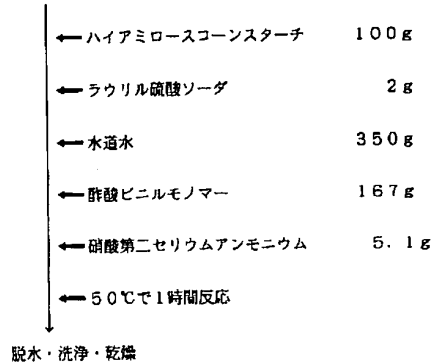 ハイアミロースコーンスターチ 100g
ラウリル硫酸ソーダ 2g
水道水 350g
酢酸ビニルモノマー 167g
硝酸第二セリウムアンモニウム 5.1g
50℃で1時間反応
脱水・洗浄・乾燥